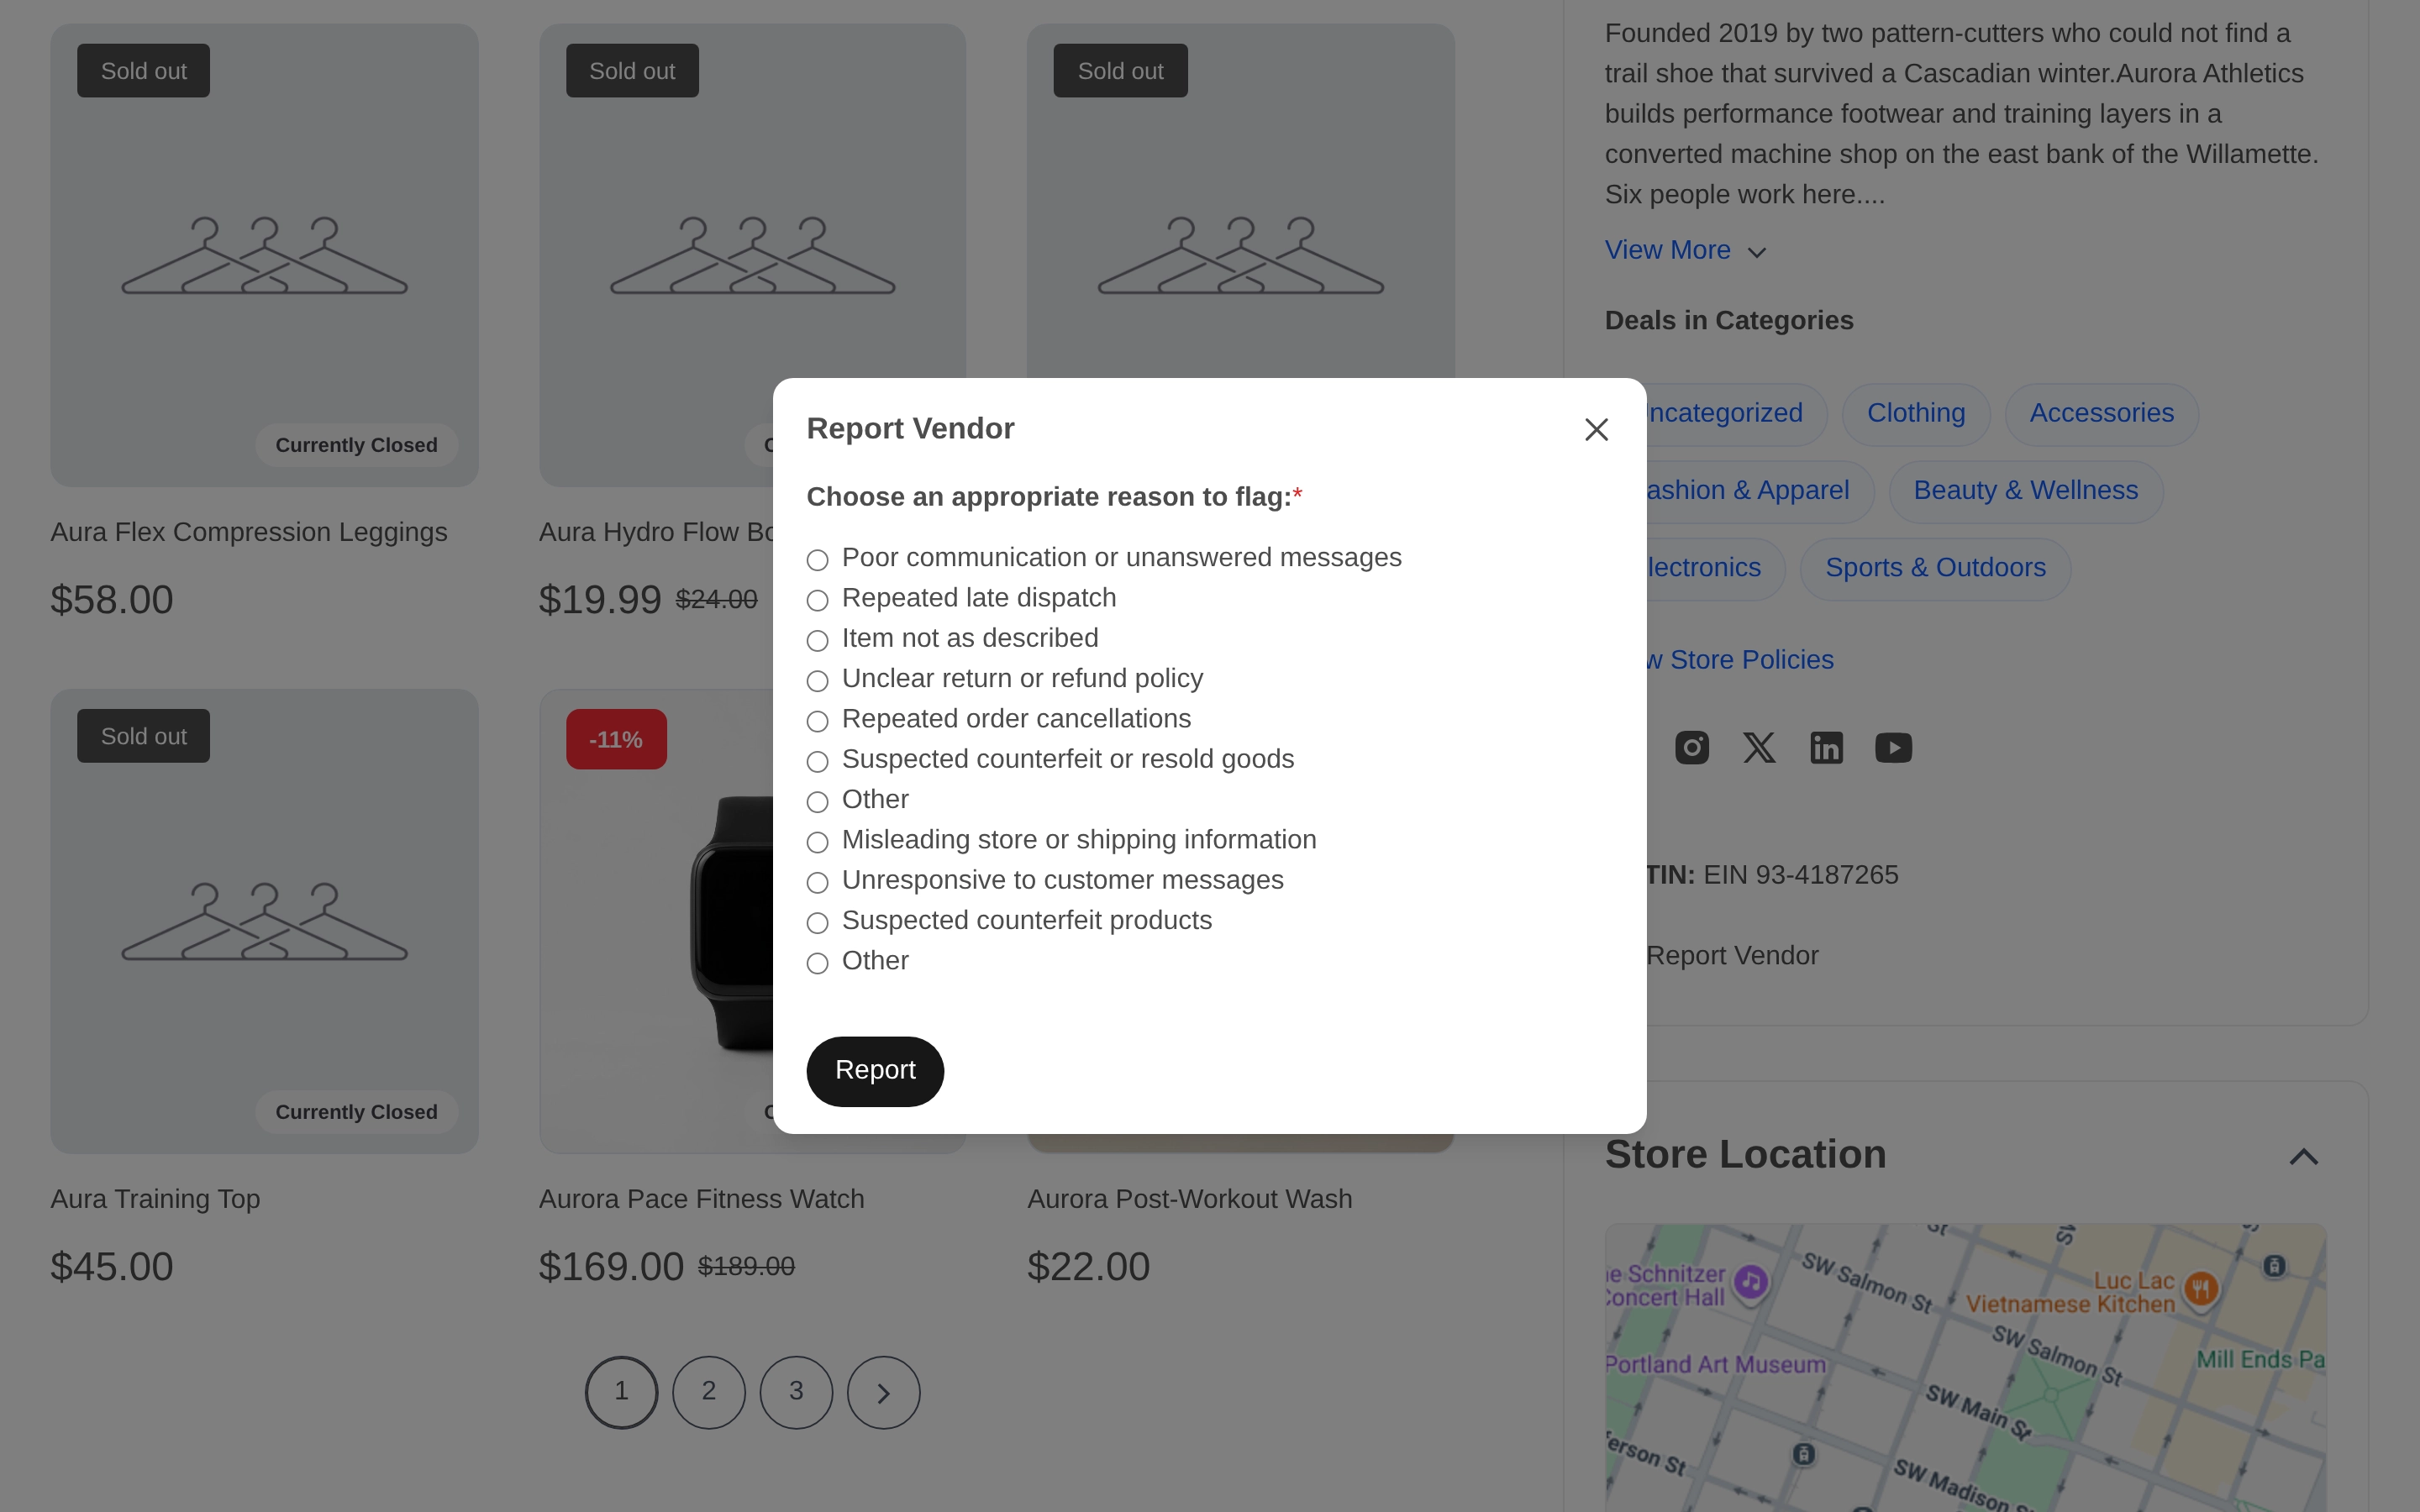 Sold out
Sold out
Sold out
Currently Closed
Aura Flex Compression Leggings
Aura Hydro Flow
$58.00
$19.99 $24.00
Sold out
-11%
Currently Closed
Aura Training Top
Aurora Pace Fitness Watch
Aurora Post-Workout Wash
$45.00
$169.00 $189.00
$22.00
1 2 3
Report Vendor
Choose an appropriate reason to flag:*
Poor communication or unanswered messages
Repeated late dispatch
Item not as described
Unclear return or refund policy
Repeated order cancellations
Suspected counterfeit or resold goods
Other
Misleading store or shipping information
Unresponsive to customer messages
Suspected counterfeit products
Other
Report
Founded 2019 by two pattern-cutters who could not find a
trail shoe that survived a Cascadian winter.Aurora Athletics
builds performance footwear and training layers in a
converted machine shop on the east bank of the Willamette.
Six people work here....
View More
Deals in Categories
ncategorized Clothing Accessories
ashion & Apparel Beauty & Wellness
lectronics Sports & Outdoors
w Store Policies
TIN: EIN 93-4187265
Report Vendor
Store Location
e Schnitzer
Concert Hall
SW Salmon St
Luc Lac
Vietnamese Kitchen
SW Salmon St
Portland Art Museum
Mill Ends Pa
SW Main St
erson St
SW Madison